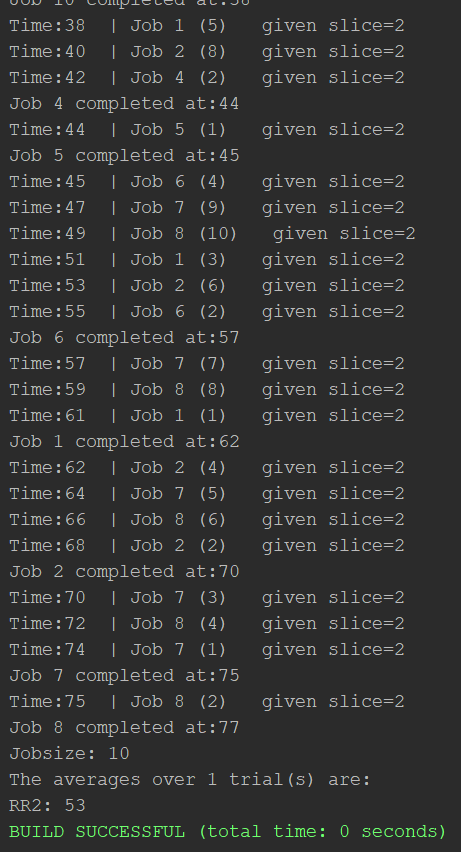 Job 10 completed at:38
Time:38  | Job 1 (5)   given slice=2
Time:40  | Job 2 (8)   given slice=2
Time:42  | Job 4 (2)   given slice=2
Job 4 completed at:44
Time:44  | Job 5 (1)   given slice=2
Job 5 completed at:45
Time:45  | Job 6 (4)   given slice=2
Time:47  | Job 7 (9)   given slice=2
Time:49  | Job 8 (10)   given slice=2
Time:51  | Job 1 (3)   given slice=2
Time:53  | Job 2 (6)   given slice=2
Time:55  | Job 6 (2)   given slice=2
Job 6 completed at:57
Time:57  | Job 7 (7)   given slice=2
Time:59  | Job 8 (8)   given slice=2
Time:61  | Job 1 (1)   given slice=2
Job 1 completed at:62
Time:62  | Job 2 (4)   given slice=2
Time:64  | Job 7 (5)   given slice=2
Time:66  | Job 8 (6)   given slice=2
Time:68  | Job 2 (2)   given slice=2
Job 2 completed at:70
Time:70  | Job 7 (3)   given slice=2
Time:72  | Job 8 (4)   given slice=2
Time:74  | Job 7 (1)   given slice=2
Job 7 completed at:75
Time:75  | Job 8 (2)   given slice=2
Job 8 completed at:77
Jobsize: 10
The averages over 1 trial(s) are:
RR2: 53
BUILD SUCCESSFUL (total time: 0 seconds)